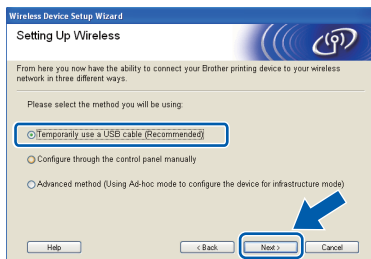 Wireless Device Setup Wizard
Setting Up Wireless
From here you now have the ability to connect your Brother printing device to your wireless
network in three different ways.
Please select the method you will be using:
Temporarily use a USB cable (Recommended)
Configure through the control panel manually
Advanced method (Using Ad-hoc mode to configure the device for infrastructure mode)
Help
< Back
Next >
Cancel